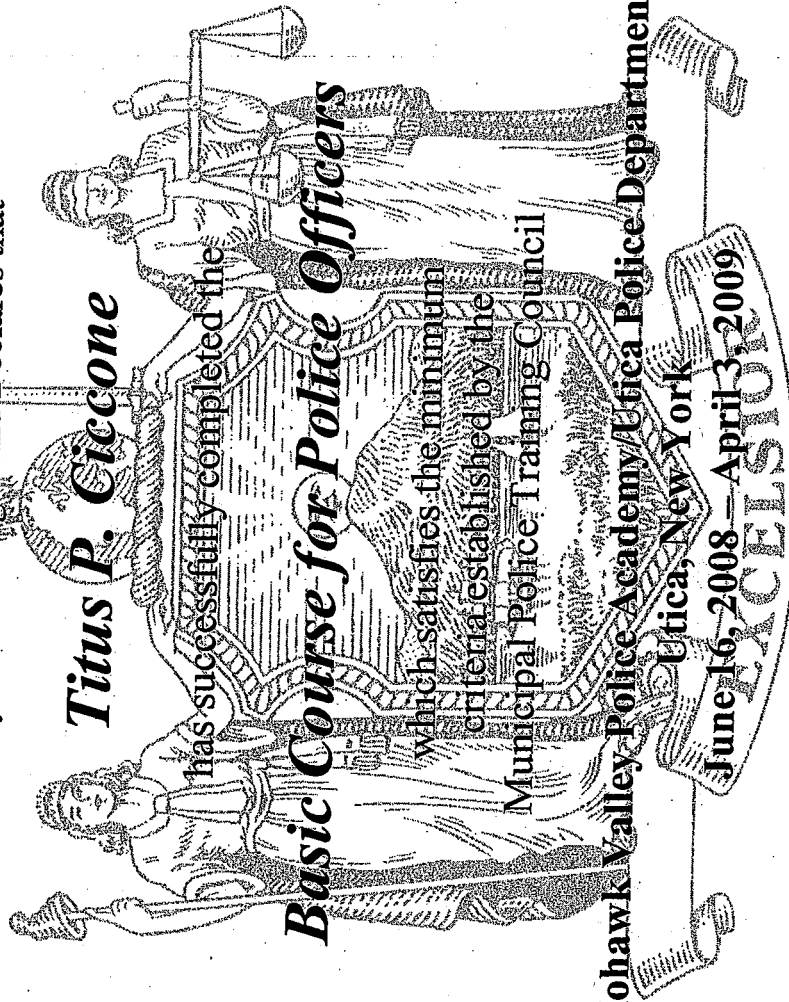 that
Titus P. Ciccone
has successfully completed the
Basic Course for Police Officers
which satisfies the minimum
criteria established by the
Municipal Police Training Council
ohawk Valley Police Academy/Utica Police Departmen
Utica, New York
June 16, 2008 – April 3, 2009
EXCELSIOR